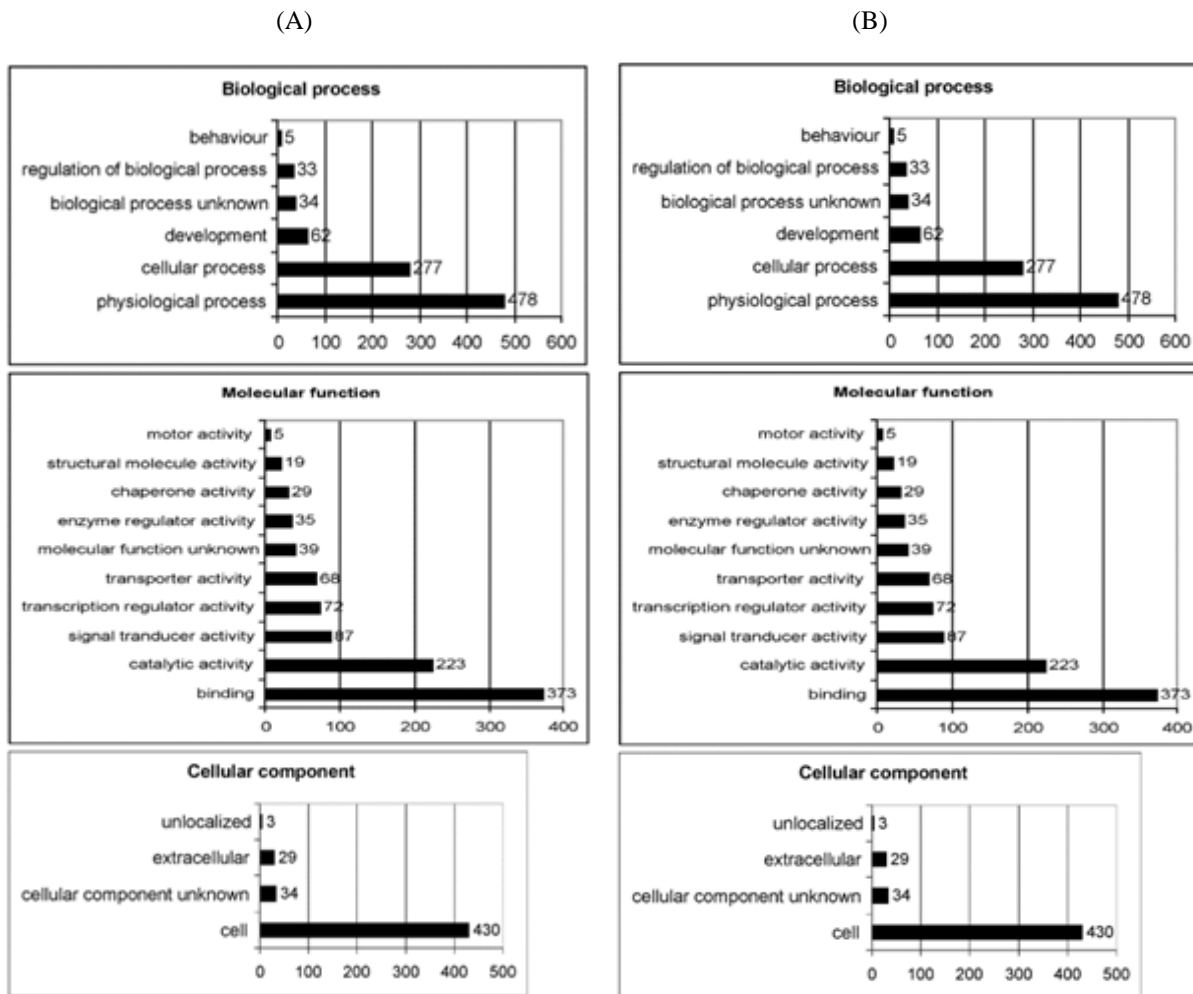 (A)
Biological process
behaviour 5
regulation of biological process 33
biological process unknown 34
development 62
cellular process 277
physiological process 478
0 100 200 300 400 500 600
Molecular function
motor activity 5
structural molecule activity 19
chaperone activity 29
enzyme regulator activity 35
molecular function unknown 39
transporter activity 68
transcription regulator activity 72
signal tranducer activity 87
catalytic activity 223
binding 373
0 100 200 300 400
Cellular component
unlocalized 3
extracellular 29
cellular component unknown 34
cell 430
0 100 200 300 400 500
(B)
Biological process
behaviour 5
regulation of biological process 33
biological process unknown 34
development 62
cellular process 277
physiological process 478
0 100 200 300 400 500 600
Molecular function
motor activity 5
structural molecule activity 19
chaperone activity 29
enzyme regulator activity 35
molecular function unknown 39
transporter activity 68
transcription regulator activity 72
signal tranducer activity 87
catalytic activity 223
binding 373
0 100 200 300 400
Cellular component
unlocalized 3
extracellular 29
cellular component unknown 34
cell 430
0 100 200 300 400 500